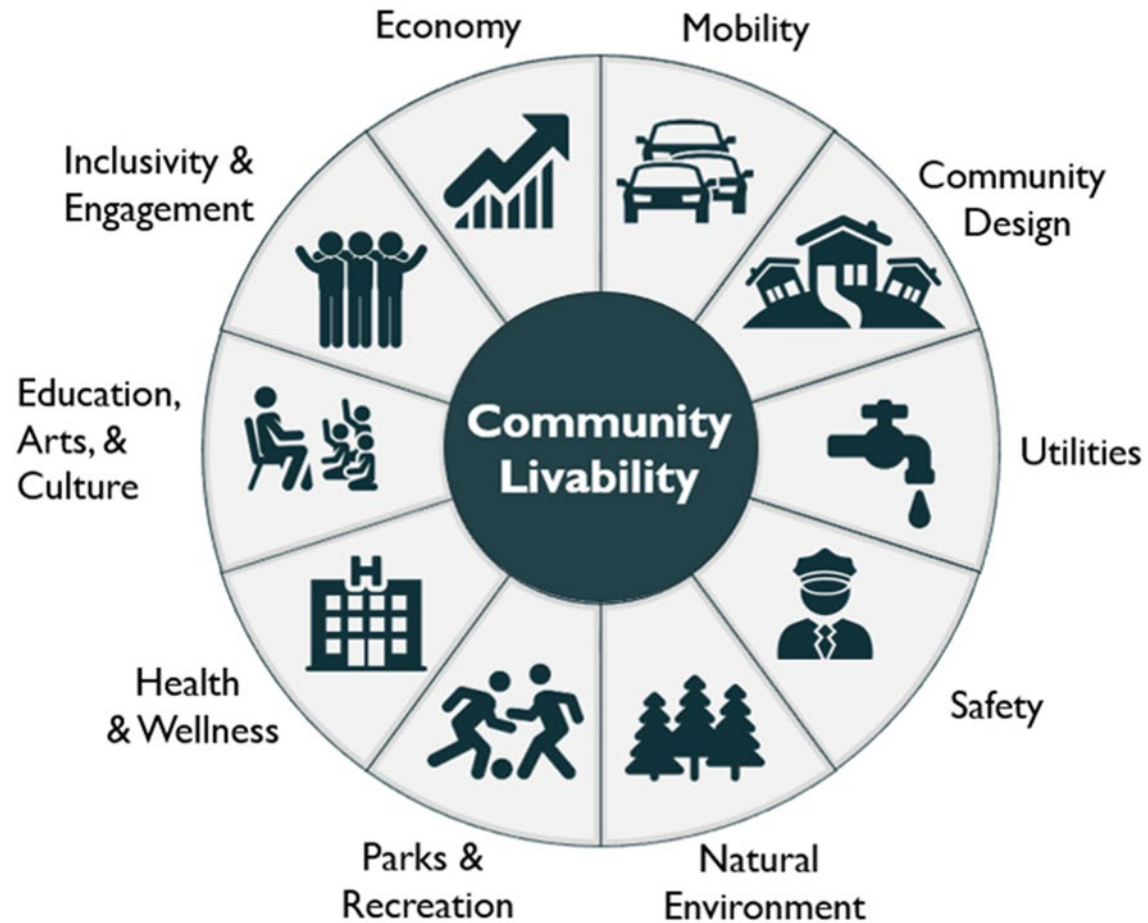 Economy
Mobility
Inclusivity &
Engagement
Community
Design
Education,
Arts, &
Culture
Community
Livability
Utilities
Health
& Wellness
Safety
Parks &
Recreation
Natural
Environment
H